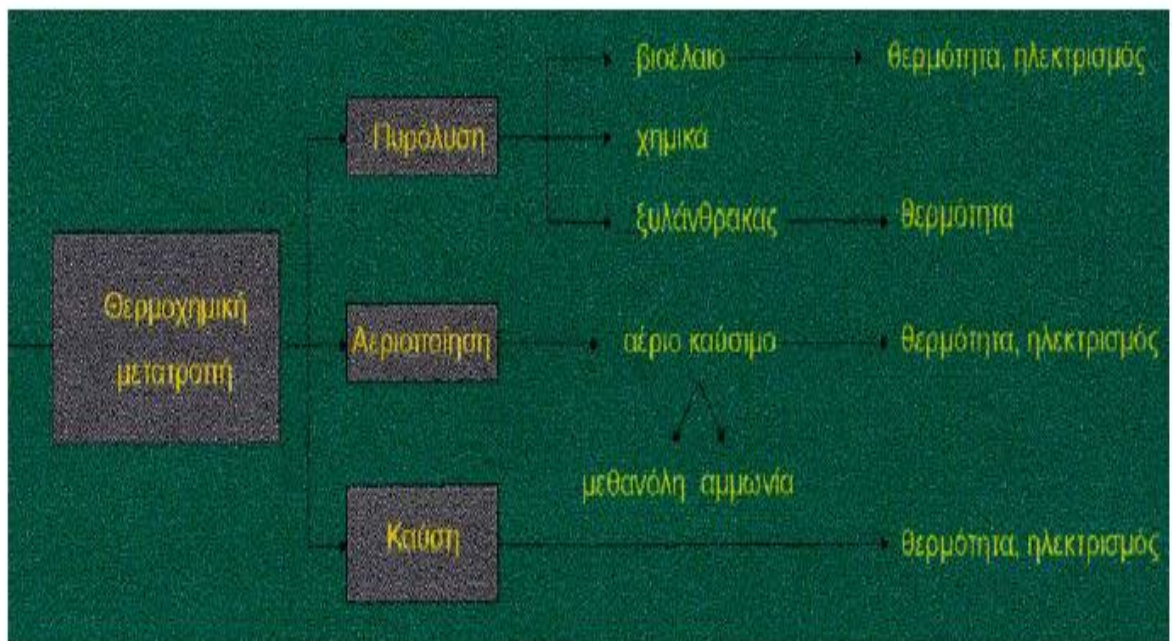 βιοέλαιο θερμότητα, ηλεκτρισμός
Πυρόλυση χημικά
ξυλάνθρακας θερμότητα
Θερμοχημική
μετατροπή
Αεριοποίηση αέριο καύσιμο θερμότητα, ηλεκτρισμός
μεθανόλη αμμωνία
Καύση θερμότητα, ηλεκτρισμός